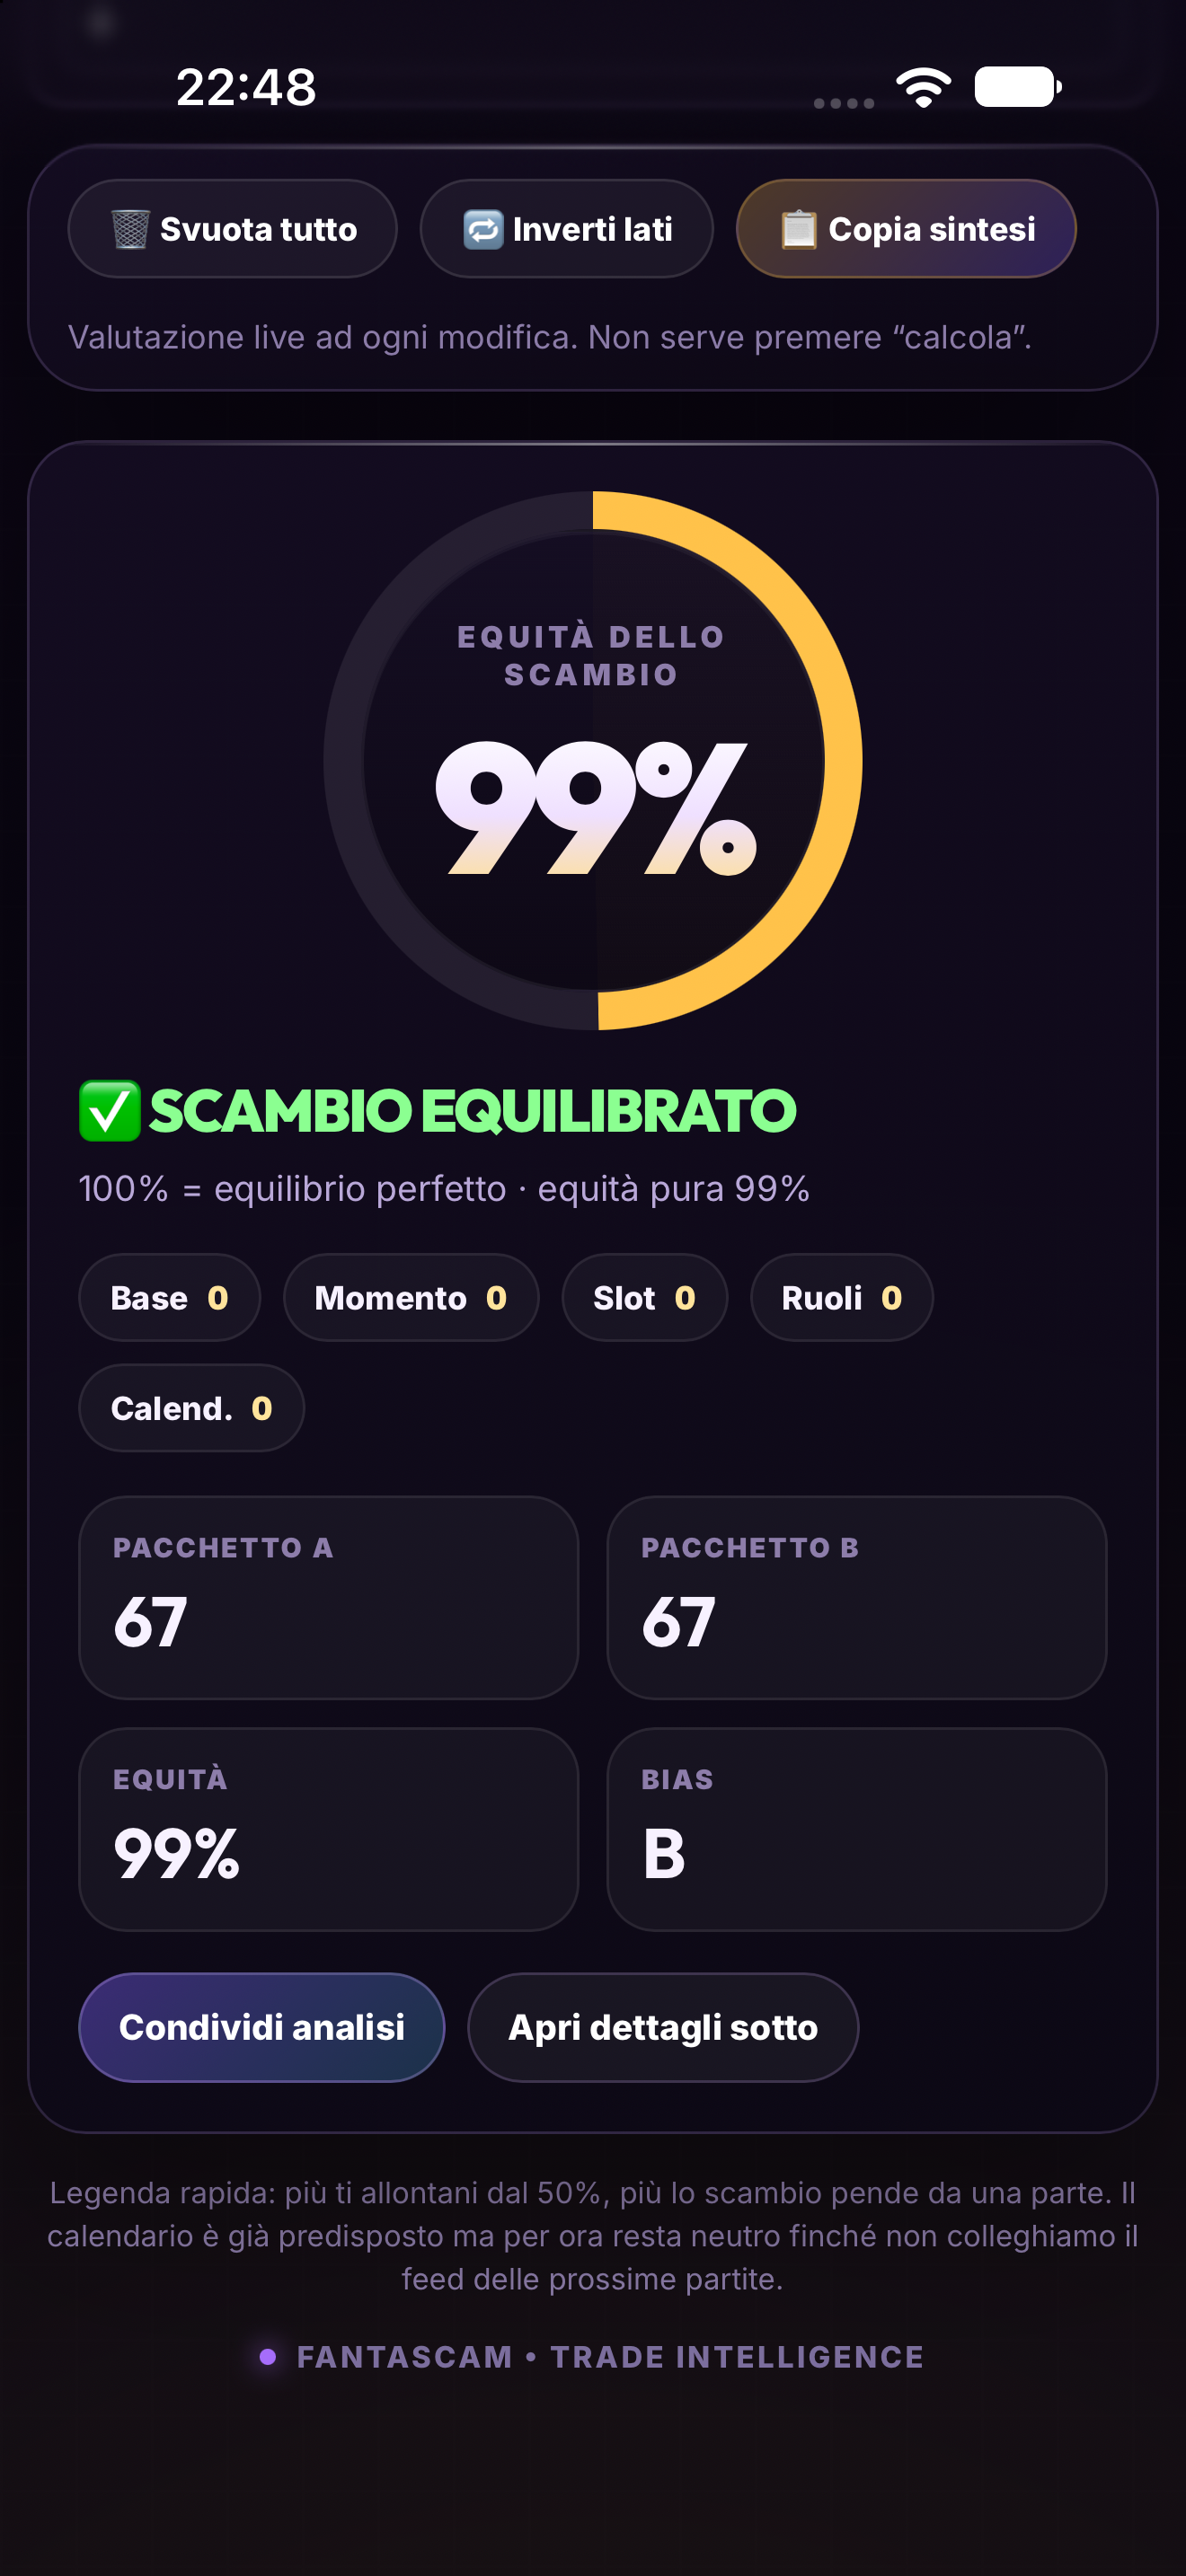 22:48
🗑️ Svuota tutto
🔁 Inverti lati
📋 Copia sintesi
Valutazione live ad ogni modifica. Non serve premere “calcola”.
EQUITÀ DELLO
SCAMBIO
99%
✅ SCAMBIO EQUILIBRATO
100% = equilibrio perfetto · equità pura 99%
Base 0
Momento 0
Slot 0
Ruoli 0
Calend. 0
PACCHETTO A
67
PACCHETTO B
67
EQUITÀ
99%
BIAS
B
Condividi analisi
Apri dettagli sotto
Legenda rapida: più ti allontani dal 50%, più lo scambio pende da una parte. Il
calendario è già predisposto ma per ora resta neutro finché non colleghiamo il
feed delle prossime partite.
FANTASCAM • TRADE INTELLIGENCE